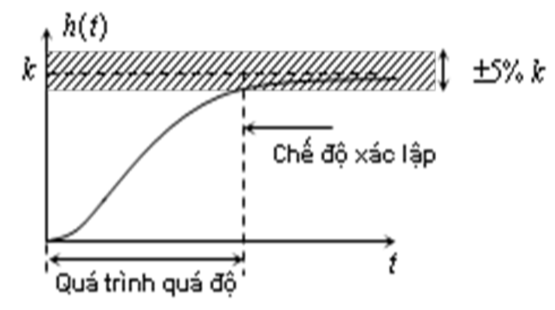 h(t)
k
±5% k
Chế độ xác lập
t
Quá trình quá độ